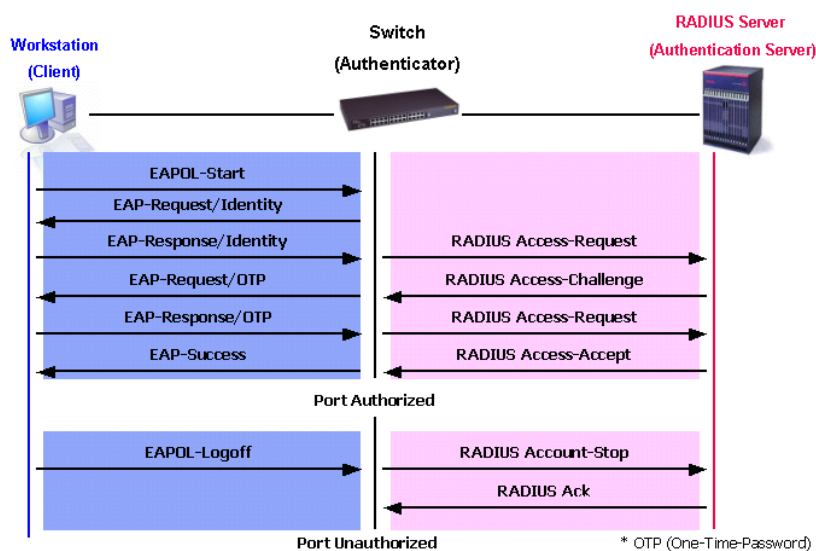 Workstation
(Client)
Switch
(Authenticator)
RADIUS Server
(Authentication Server)
EAPOL-Start
EAP-Request/Identity
EAP-Response/Identity
RADIUS Access-Request
EAP-Request/OTP
RADIUS Access-Challenge
EAP-Response/OTP
RADIUS Access-Request
EAP-Success
RADIUS Access-Accept
Port Authorized
EAPOL-Logoff
RADIUS Account-Stop
RADIUS Ack
Port Unauthorized
* OTP (One-Time-Password)